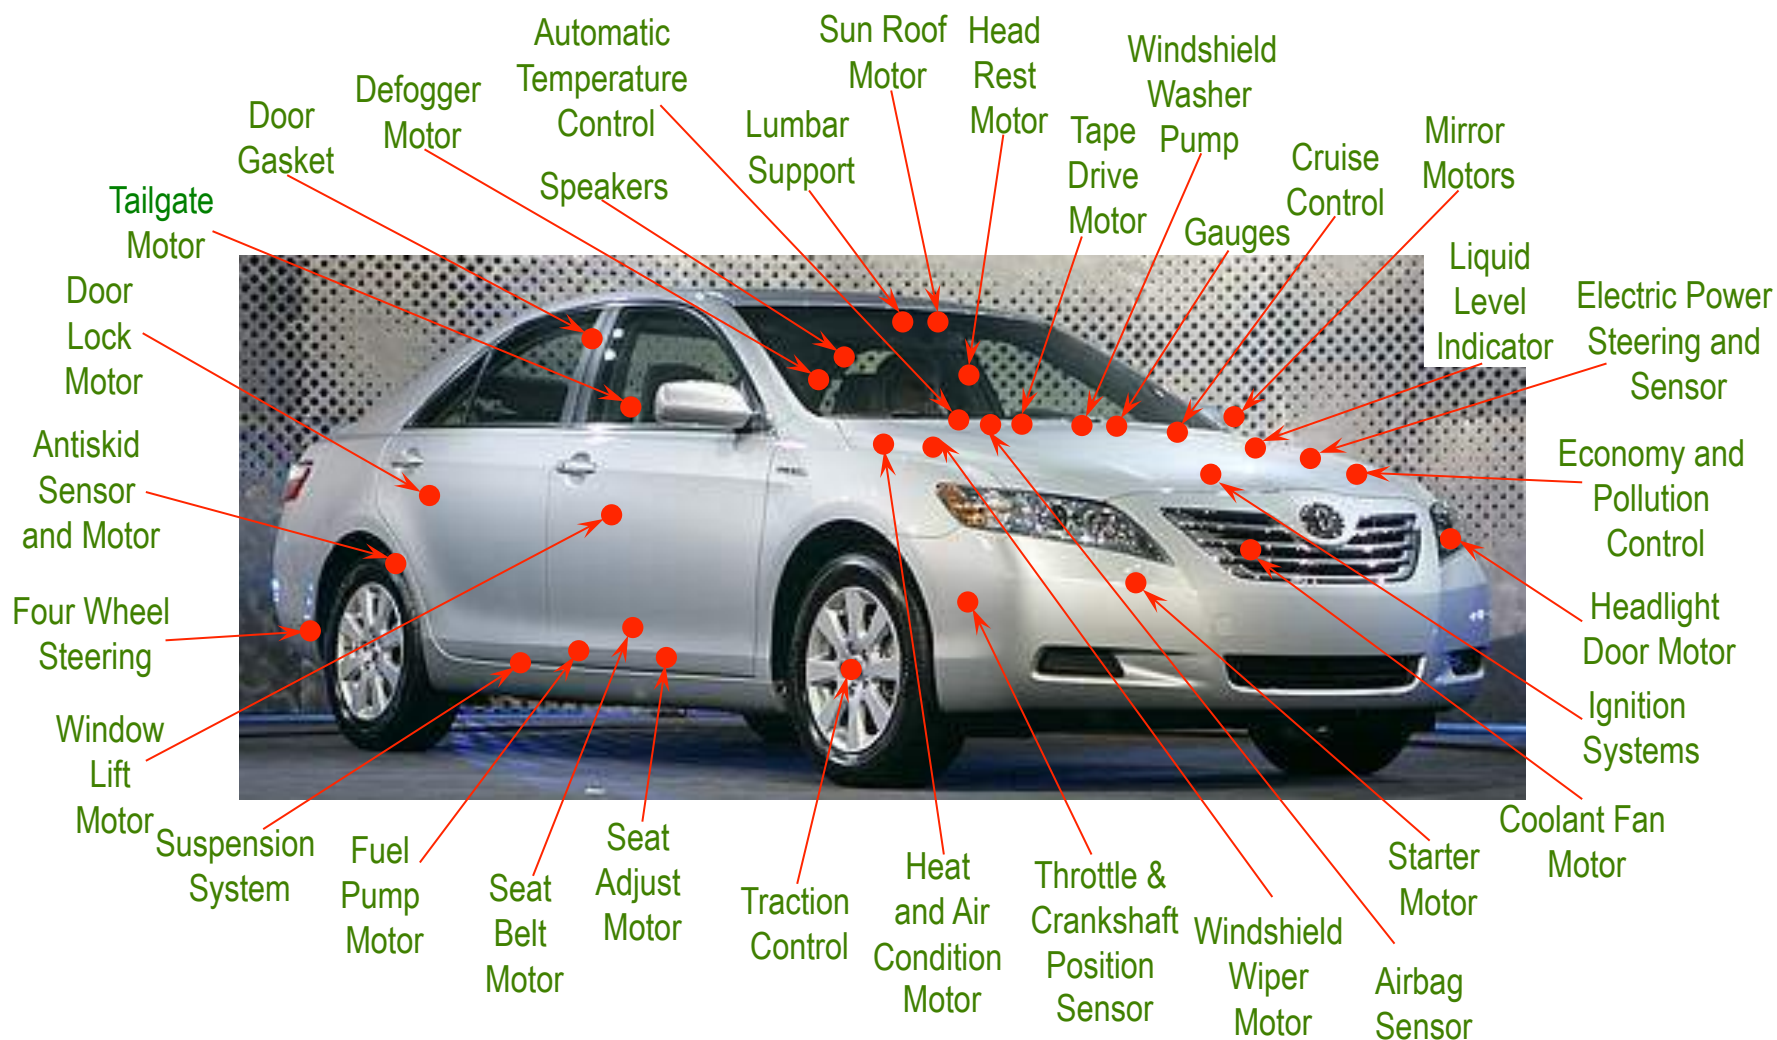 Automatic
Temperature
Control
Sun Roof
Motor
Head
Rest
Motor
Windshield
Washer
Pump
Defogger
Motor
Door
Gasket
Lumbar
Support
Tape
Drive
Motor
Cruise
Control
Mirror
Motors
Speakers
Tailgate
Motor
Gauges
Liquid
Level
Indicator
Door
Lock
Motor
Electric Power
Steering and
Sensor
Antiskid
Sensor
and Motor
Economy and
Pollution
Control
Four Wheel
Steering
Headlight
Door Motor
Window
Lift
Motor
Ignition
Systems
Suspension
System
Fuel
Pump
Motor
Seat
Belt
Motor
Seat
Adjust
Motor
Traction
Control
Heat
and Air
Condition
Motor
Throttle &
Crankshaft
Position
Sensor
Windshield
Wiper
Motor
Airbag
Sensor
Starter
Motor
Coolant Fan
Motor